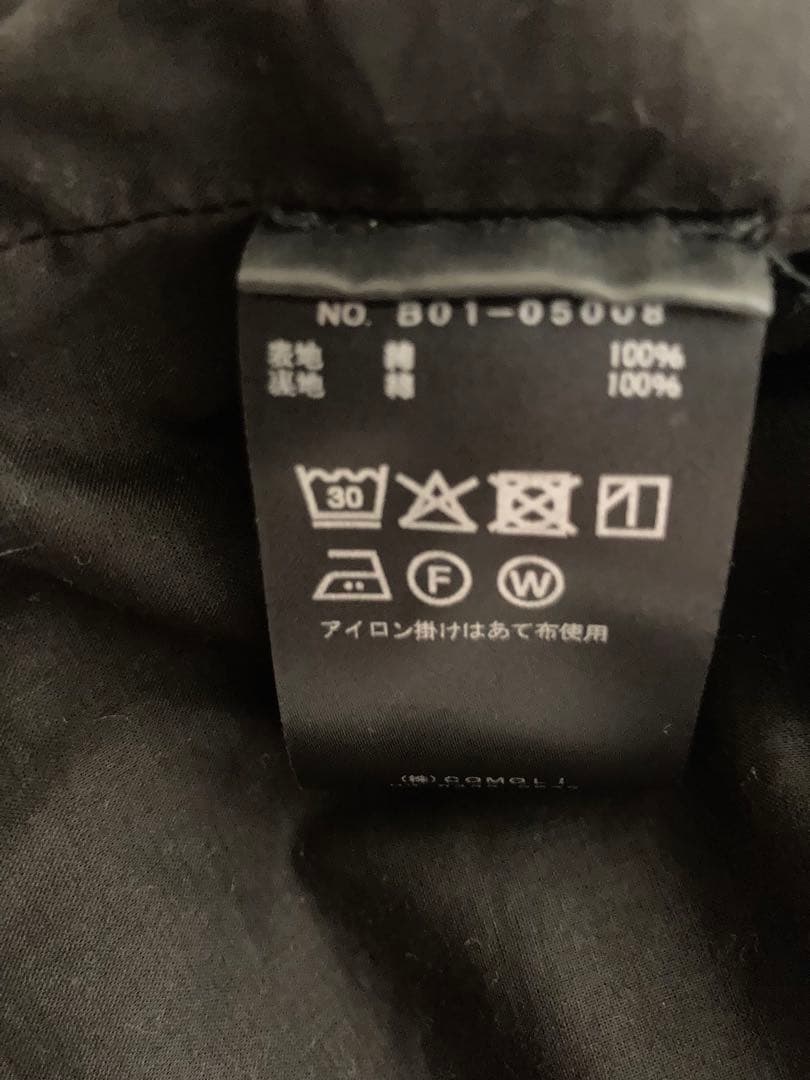 NO. B01-05008
表地 綿 100%
裏地 綿 100%
30
F W
アイロン掛けはあて布使用
(株) COMOLI